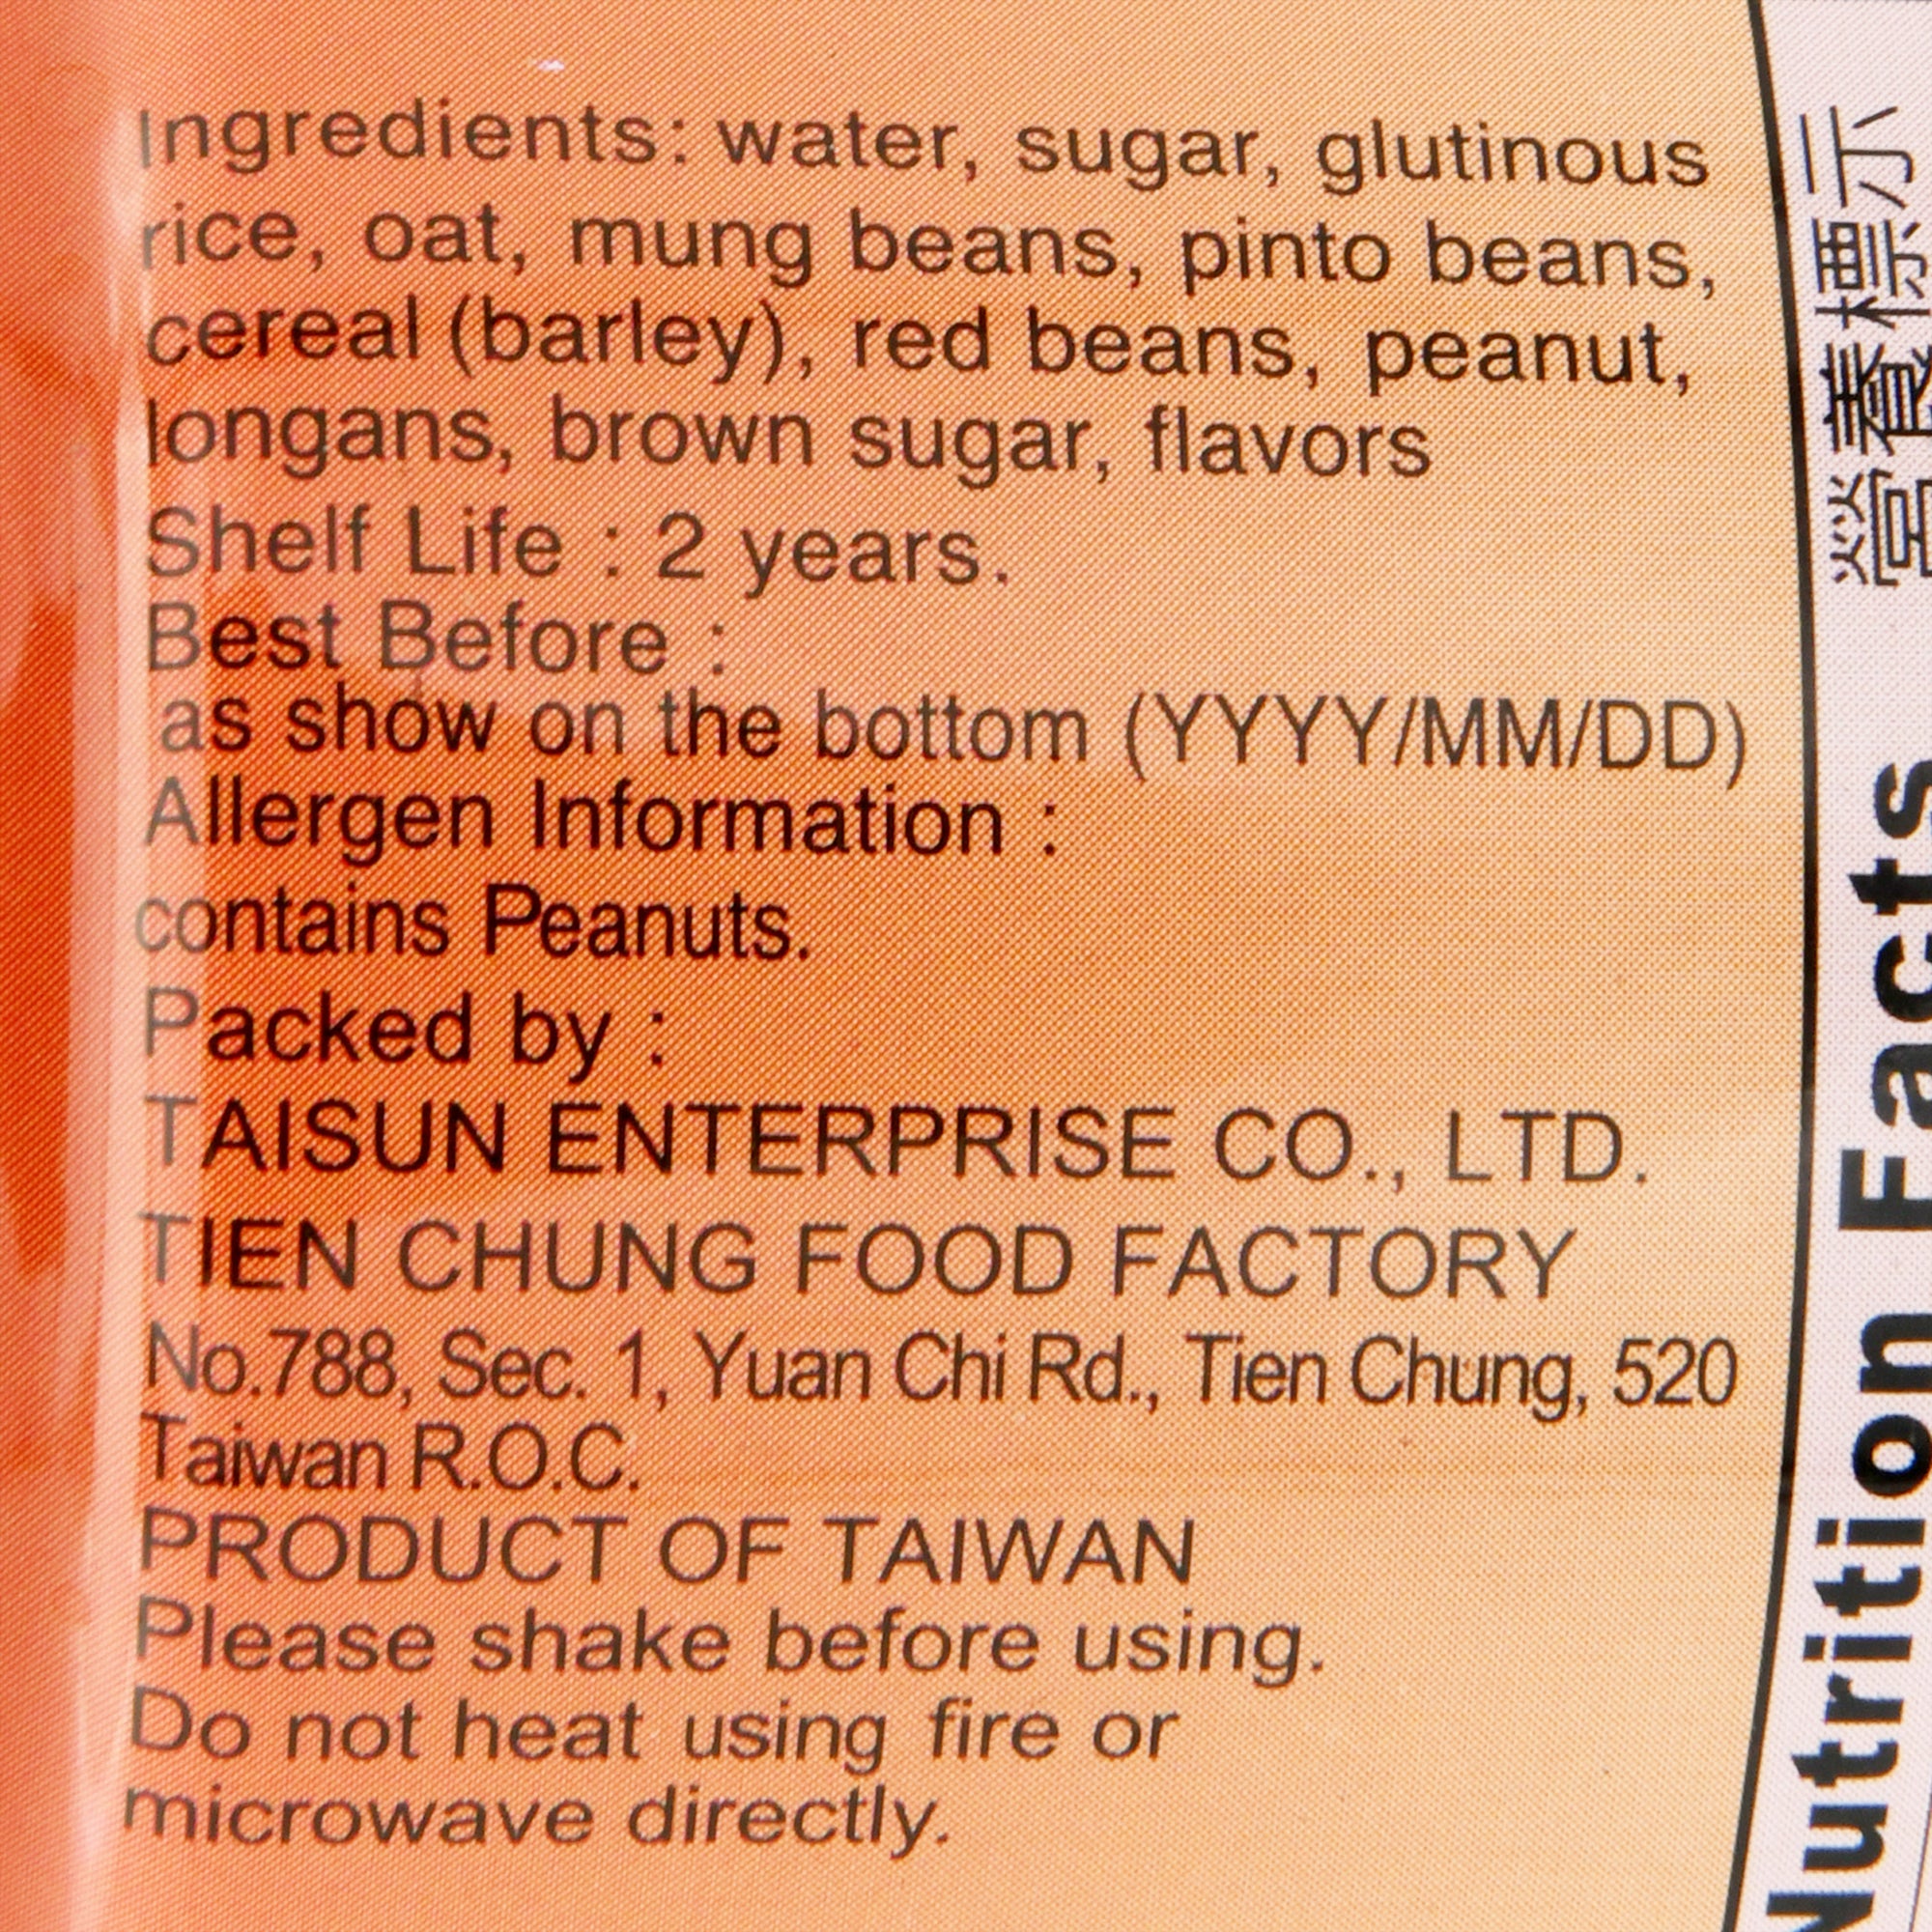 Ingredients: water, sugar, glutinous
rice, oat, mung beans, pinto beans,
cereal (barley), red beans, peanut,
longans, brown sugar, flavors
Shelf Life : 2 years.
Best Before :
as show on the bottom (YYYY/MM/DD)
Allergen Information :
contains Peanuts.
Packed by :
TAISUN ENTERPRISE CO., LTD.
TIEN CHUNG FOOD FACTORY
No.788, Sec. 1, Yuan Chi Rd., Tien Chung, 520
Taiwan R.O.C.
PRODUCT OF TAIWAN
Please shake before using.
Do not heat using fire or
microwave directly.
營養標示
Nutrition Facts